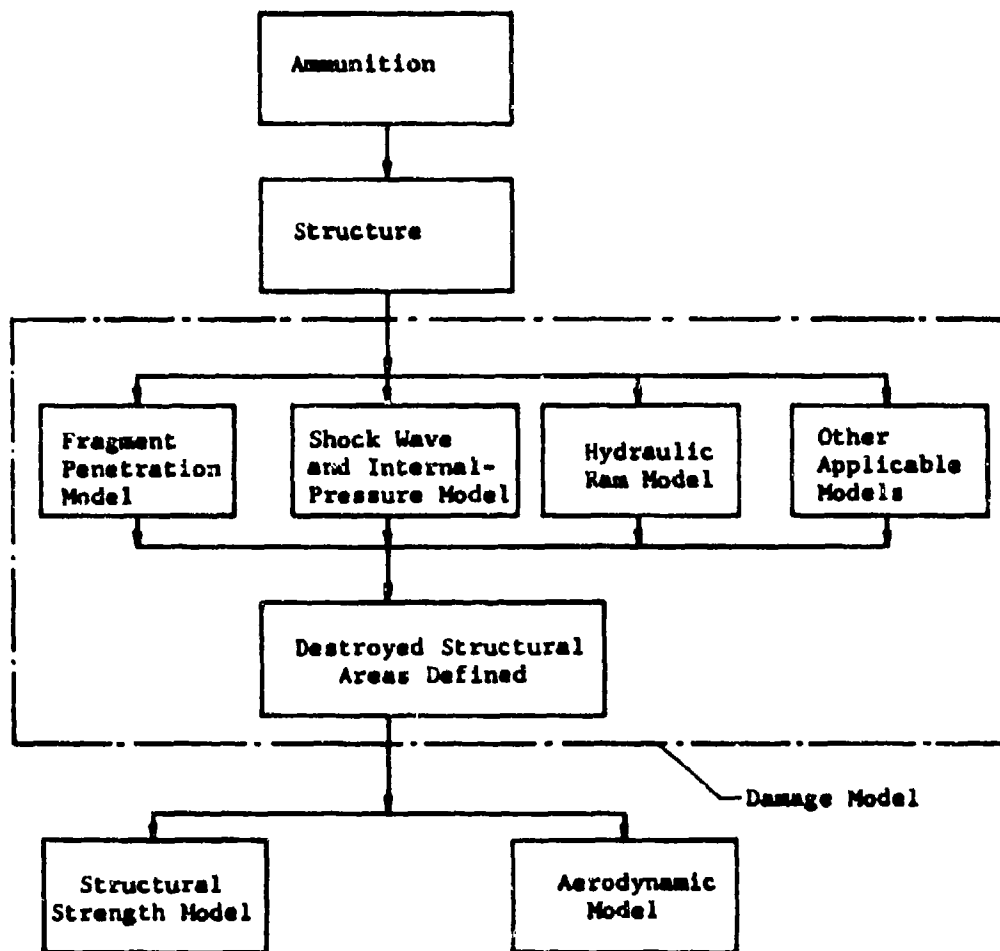 Ammunition
Structure
Fragment
Penetration
Model
Shock Wave
and Internal-
Pressure Model
Hydraulic
Ram Model
Other
Applicable
Models
Destroyed Structural
Areas Defined
Damage Model
Structural
Strength Model
Aerodynamic
Model